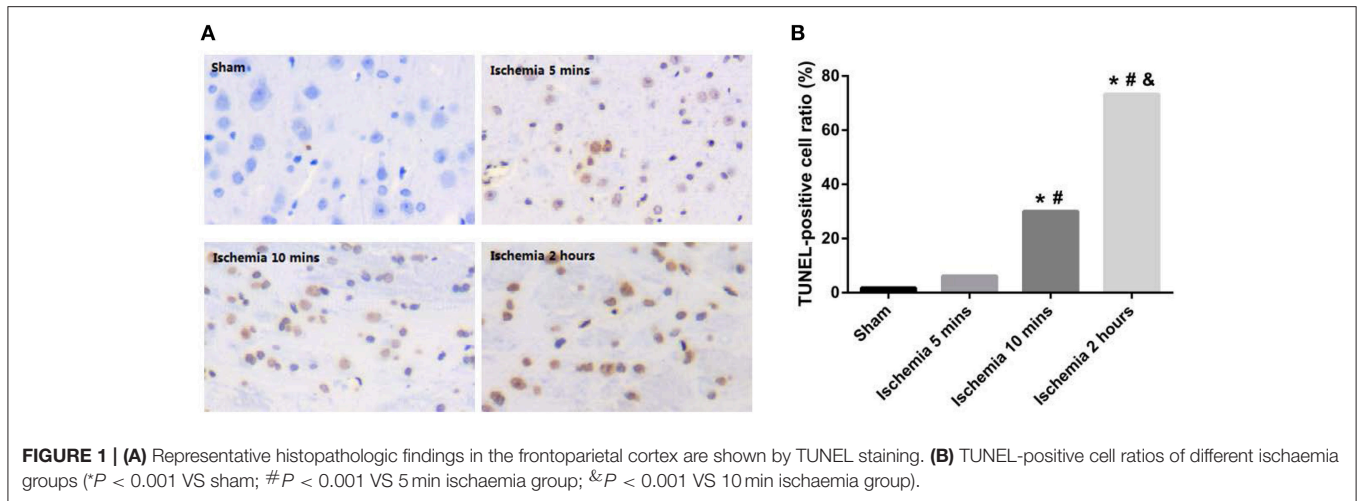 A
Sham
Ischemia 5 mins
Ischemia 10 mins
Ischemia 2 hours
B
TUNEL-positive cell ratio (%)
80
60
40
20
0
* #
* # &
Sham
Ischemia 5 mins
Ischemia 10 mins
Ischemia 2 hours
FIGURE 1 | (A) Representative histopathologic findings in the frontoparietal cortex are shown by TUNEL staining. (B) TUNEL-positive cell ratios of different ischaemia
groups (*P < 0.001 VS sham; #P < 0.001 VS 5 min ischaemia group; &P < 0.001 VS 10 min ischaemia group).